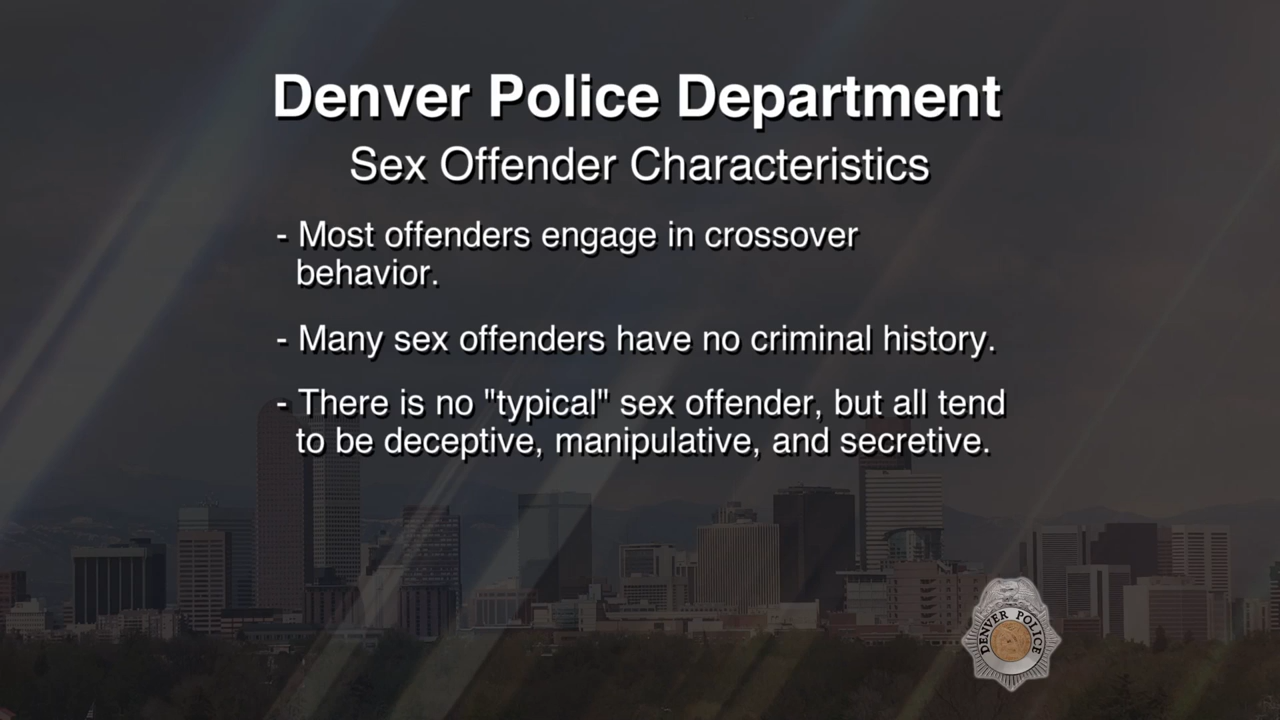 Denver Police Department
Sex Offender Characteristics
- Most offenders engage in crossover
behavior.
- Many sex offenders have no criminal history.
- There is no "typical" sex offender, but all tend
to be deceptive, manipulative, and secretive.
DENVER POLICE